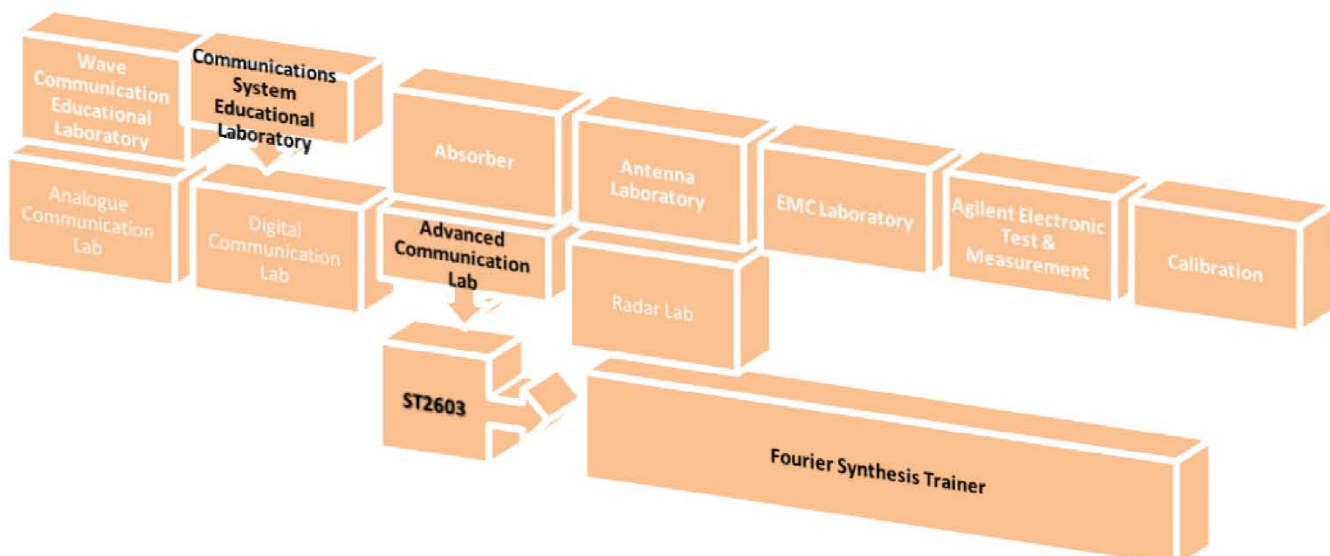 Wave
Communication
Educational
Laboratory
Communications
System
Educational
Laboratory
Absorber
Antenna
Laboratory
EMC Laboratory
Agilent Electronic
Test &
Measurement
Calibration
Analogue
Communication
Lab
Digital
Communication
Lab
Advanced
Communication
Lab
Radar Lab
ST2603
Fourier Synthesis Trainer